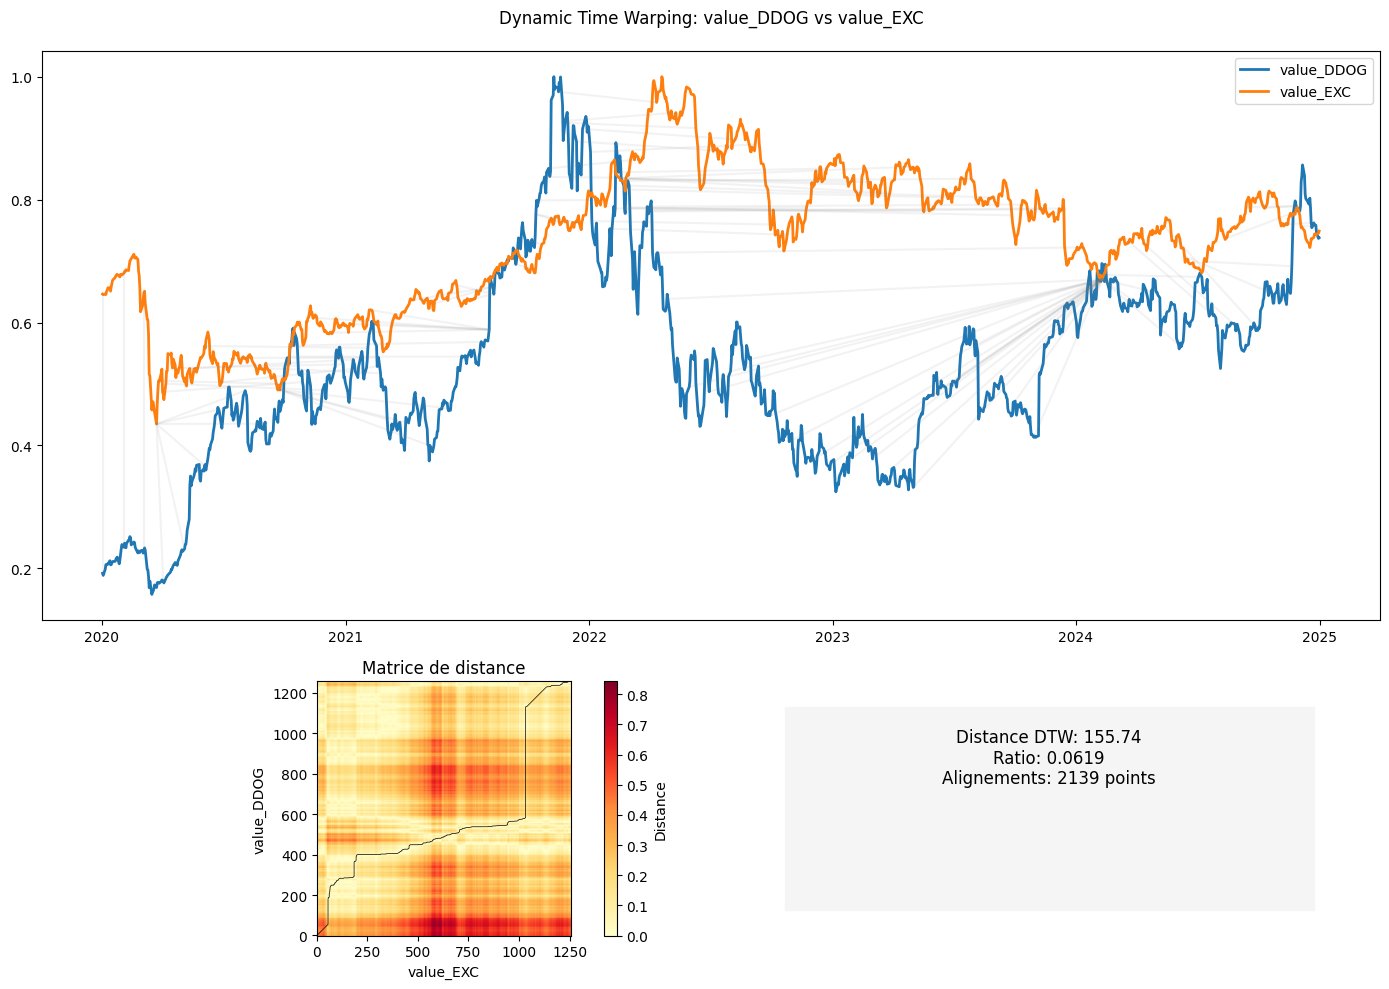 Dynamic Time Warping: value_DDOG vs value_EXC
value_DDOG
value_EXC
1.0
0.8
0.6
0.4
0.2
2020 2021 2022 2023 2024 2025
Matrice de distance
value_DDOG
1200
1000
800
600
400
200
0
0 250 500 750 1000 1250
value_EXC
0.8
0.7
0.6
0.5
0.4
0.3
0.2
0.1
0.0
Distance
Distance DTW: 155.74
Ratio: 0.0619
Alignements: 2139 points